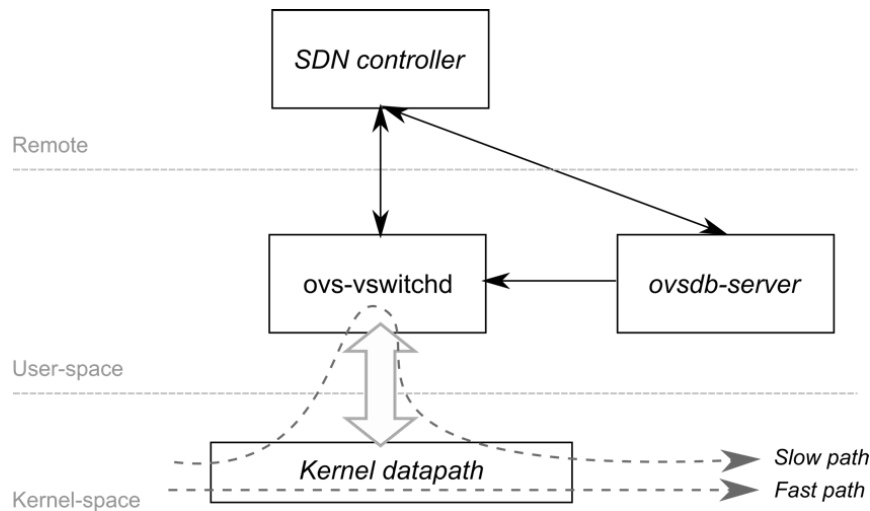 SDN controller
Remote
ovs-vswitchd
ovsdb-server
User-space
Kernel datapath
Slow path
Fast path
Kernel-space